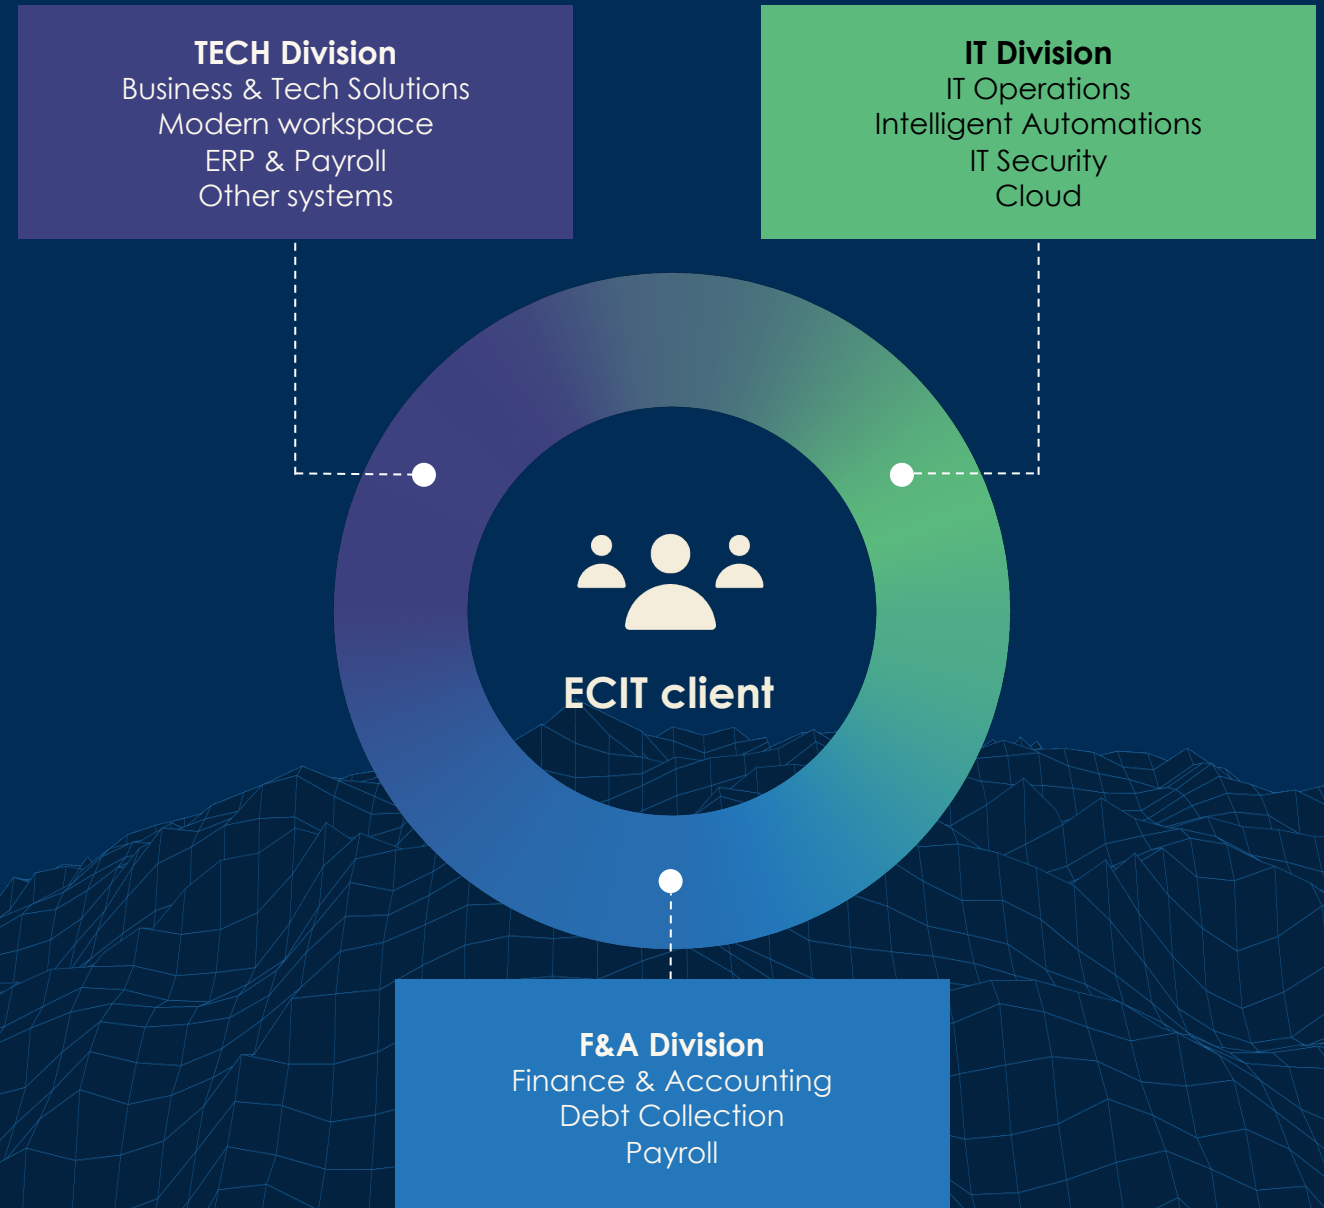 TECH Division
Business & Tech Solutions
Modern workspace
ERP & Payroll
Other systems
IT Division
IT Operations
Intelligent Automations
IT Security
Cloud
ECIT client
F&A Division
Finance & Accounting
Debt Collection
Payroll